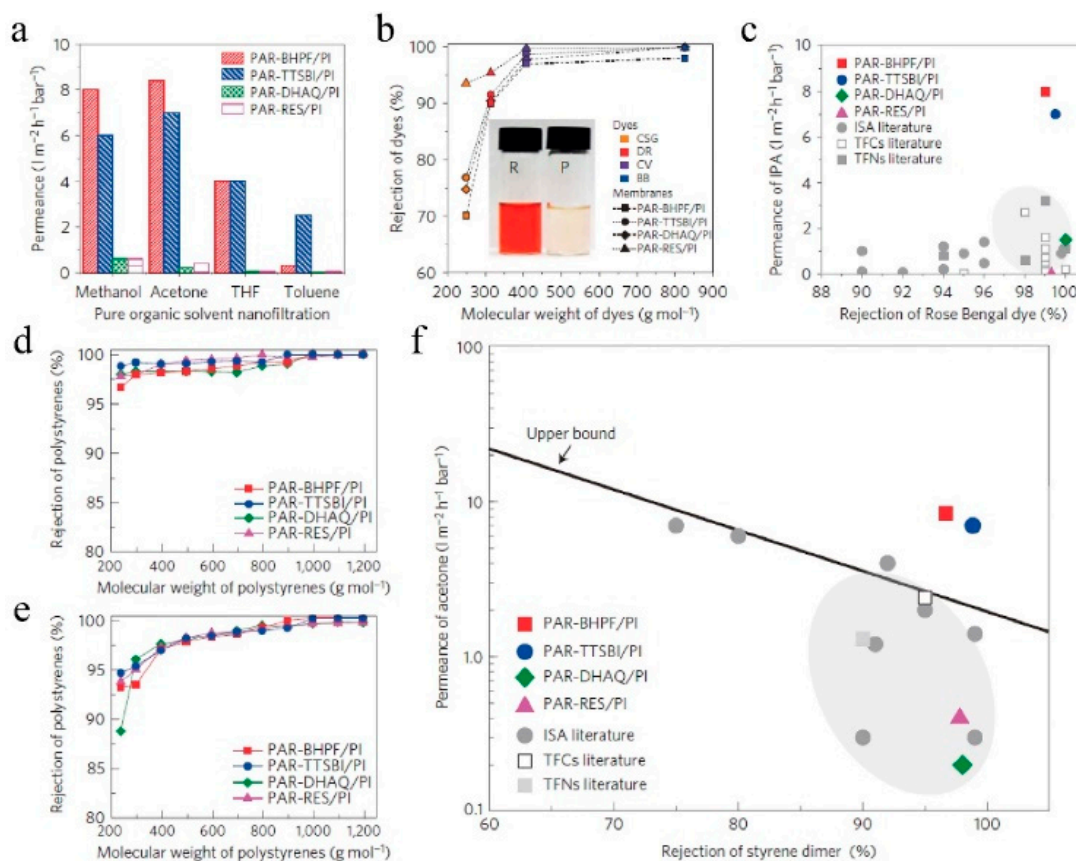 a
10
8
6
4
2
0
Permeance (l m⁻² h⁻¹ bar⁻¹)
PAR-BHPF/PI
PAR-TTSBI/PI
PAR-DHAQ/PI
PAR-RES/PI
Methanol Acetone THF Toluene
Pure organic solvent nanofiltration
b
100
90
80
70
60
Rejection of dyes (%)
R P
Dyes
CSG
DR
CV
BB
Membranes
PAR-BHPF/PI
PAR-TTSBI/PI
PAR-DHAQ/PI
PAR-RES/PI
200 300 400 500 600 700 800 900
Molecular weight of dyes (g mol⁻¹)
c
10
8
6
4
2
0
Permeance of IPA (l m⁻² h⁻¹ bar⁻¹)
PAR-BHPF/PI
PAR-TTSBI/PI
PAR-DHAQ/PI
PAR-RES/PI
ISA literature
TFCs literature
TFNs literature
88 90 92 94 96 98 100
Rejection of Rose Bengal dye (%)
d
100
95
90
85
80
Rejection of polystyrenes (%)
PAR-BHPF/PI
PAR-TTSBI/PI
PAR-DHAQ/PI
PAR-RES/PI
200 400 600 800 1,000 1,200
Molecular weight of polystyrenes (g mol⁻¹)
e
100
95
90
85
80
Rejection of polystyrenes (%)
PAR-BHPF/PI
PAR-TTSBI/PI
PAR-DHAQ/PI
PAR-RES/PI
200 400 600 800 1,000 1,200
Molecular weight of polystyrenes (g mol⁻¹)
f
100
10
1.0
0.1
Permeance of acetone (l m⁻² h⁻¹ bar⁻¹)
Upper bound
PAR-BHPF/PI
PAR-TTSBI/PI
PAR-DHAQ/PI
PAR-RES/PI
ISA literature
TFCs literature
TFNs literature
60 70 80 90 100
Rejection of styrene dimer (%)